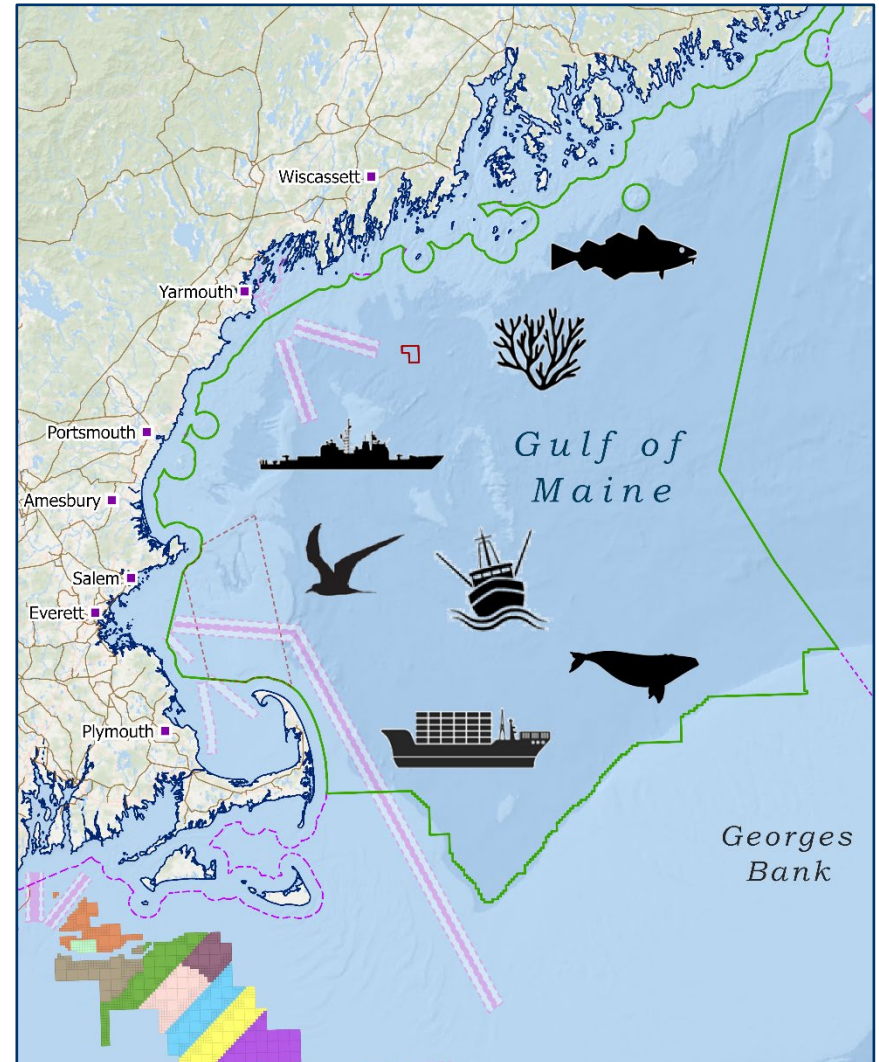 Wiscassett
Yarmouth
Portsmouth
Gulf of
Maine
Amesbury
Salem
Everett
Plymouth
Georges
Bank